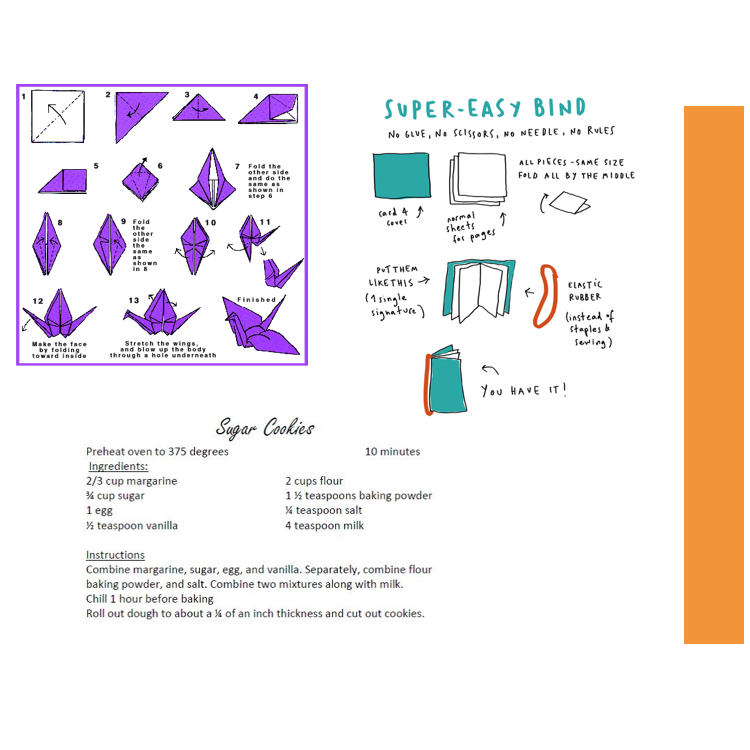 1
2
3
4
5
6
7 Fold the
other side
and do the
same as
shown in
step 6
8
9 Fold
the
other
side
the
same
as
shown
in 8
10
11
12
Make the face
by folding
toward inside
13
Stretch the wings,
and blow up the body
through a hole underneath
Finished
SUPER-EASY BIND
NO GLUE, NO SCISSORS, NO NEEDLE, NO RULES
card 4
cover
normal
sheets
for pages
ALL PIECES - SAME SIZE
FOLD ALL BY THE MIDDLE
PUT THEM
LIKE THIS
(1 single
signature)
ELASTIC
RUBBER
(instead of
staples &
sewing)
YOU HAVE IT!
Sugar Cookies
Preheat oven to 375 degrees 10 minutes
Ingredients:
2/3 cup margarine 2 cups flour
¾ cup sugar 1 ½ teaspoons baking powder
1 egg ¼ teaspoon salt
½ teaspoon vanilla 4 teaspoon milk
Instructions
Combine margarine, sugar, egg, and vanilla. Separately, combine flour
baking powder, and salt. Combine two mixtures along with milk.
Chill 1 hour before baking
Roll out dough to about a ¼ of an inch thickness and cut out cookies.